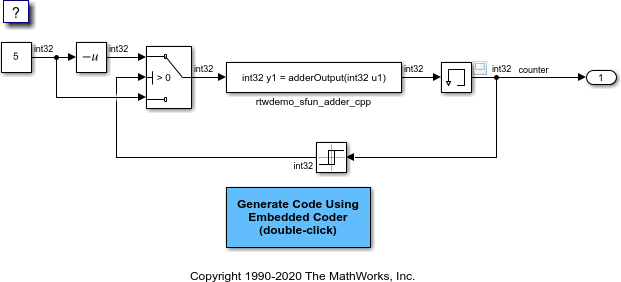 ?
5
int32
-u
int32
> 0
int32
int32 y1 = adderOutput(int32 u1)
rtwdemo_sfun_adder_cpp
int32
int32
counter
1
int32
Generate Code Using
Embedded Coder
(double-click)
Copyright 1990-2020 The MathWorks, Inc.